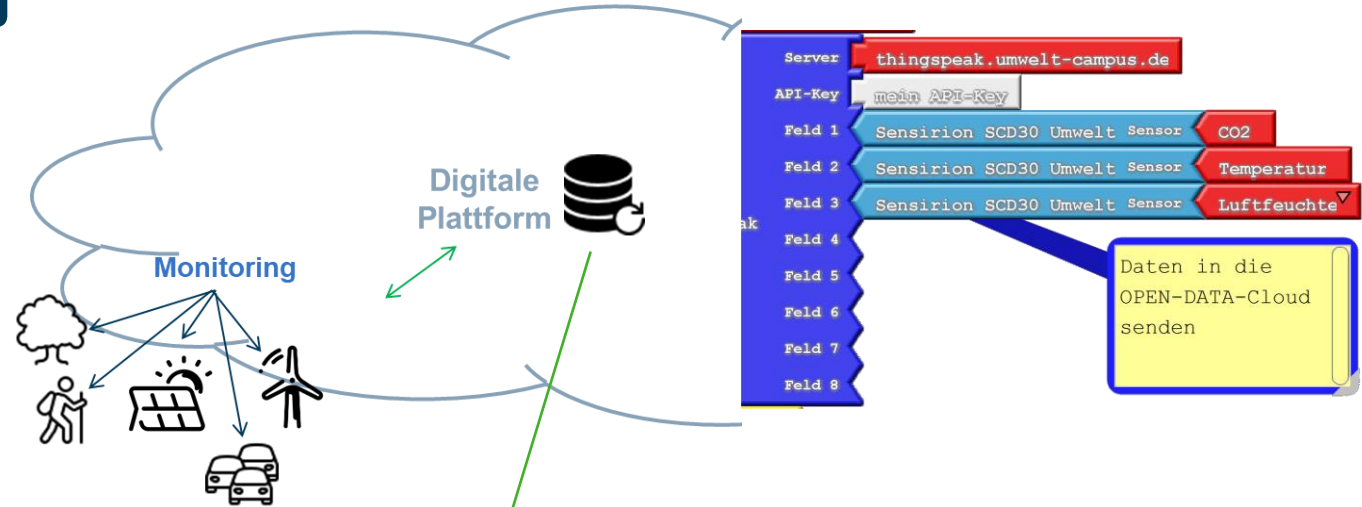 Digitale
Plattform
Monitoring
Server thingspeak.umwelt-campus.de
API-Key mein API-Key
Feld 1 Sensirion SCD30 Umwelt Sensor CO2
Feld 2 Sensirion SCD30 Umwelt Sensor Temperatur
Feld 3 Sensirion SCD30 Umwelt Sensor Luftfeuchte
ak
Feld 4
Feld 5
Feld 6
Feld 7
Feld 8
Daten in die
OPEN-DATA-Cloud
senden